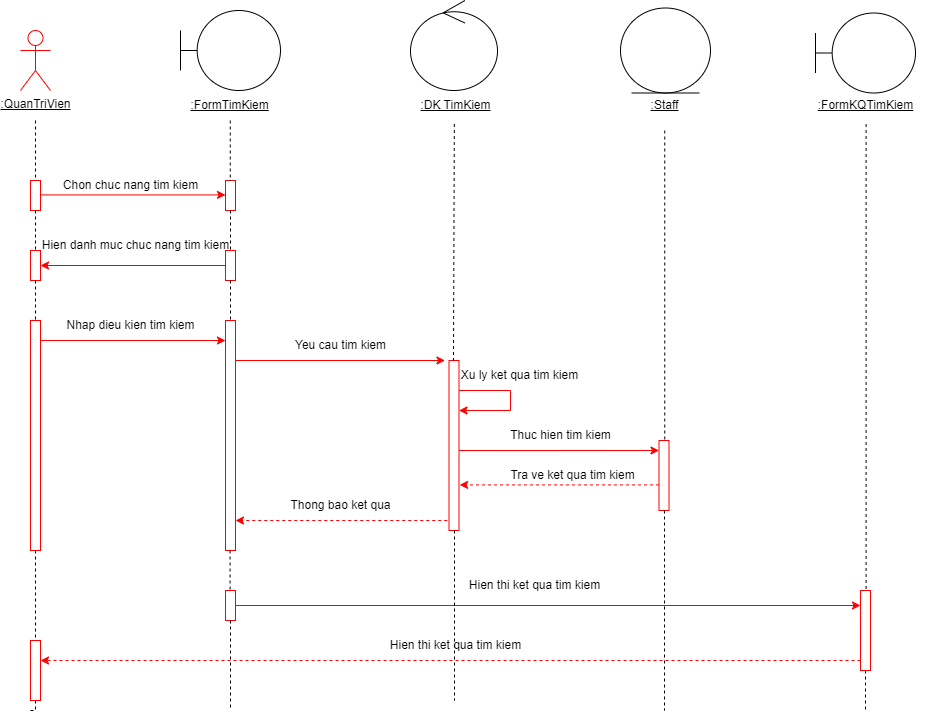 :QuanTriVien
:FormTimKiem
:DK TimKiem
:Staff
:FormKQTimKiem
Chon chuc nang tim kiem
Hien danh muc chuc nang tim kiem
Nhap dieu kien tim kiem
Yeu cau tim kiem
Xu ly ket qua tim kiem
Thuc hien tim kiem
Tra ve ket qua tim kiem
Thong bao ket qua
Hien thi ket qua tim kiem
Hien thi ket qua tim kiem